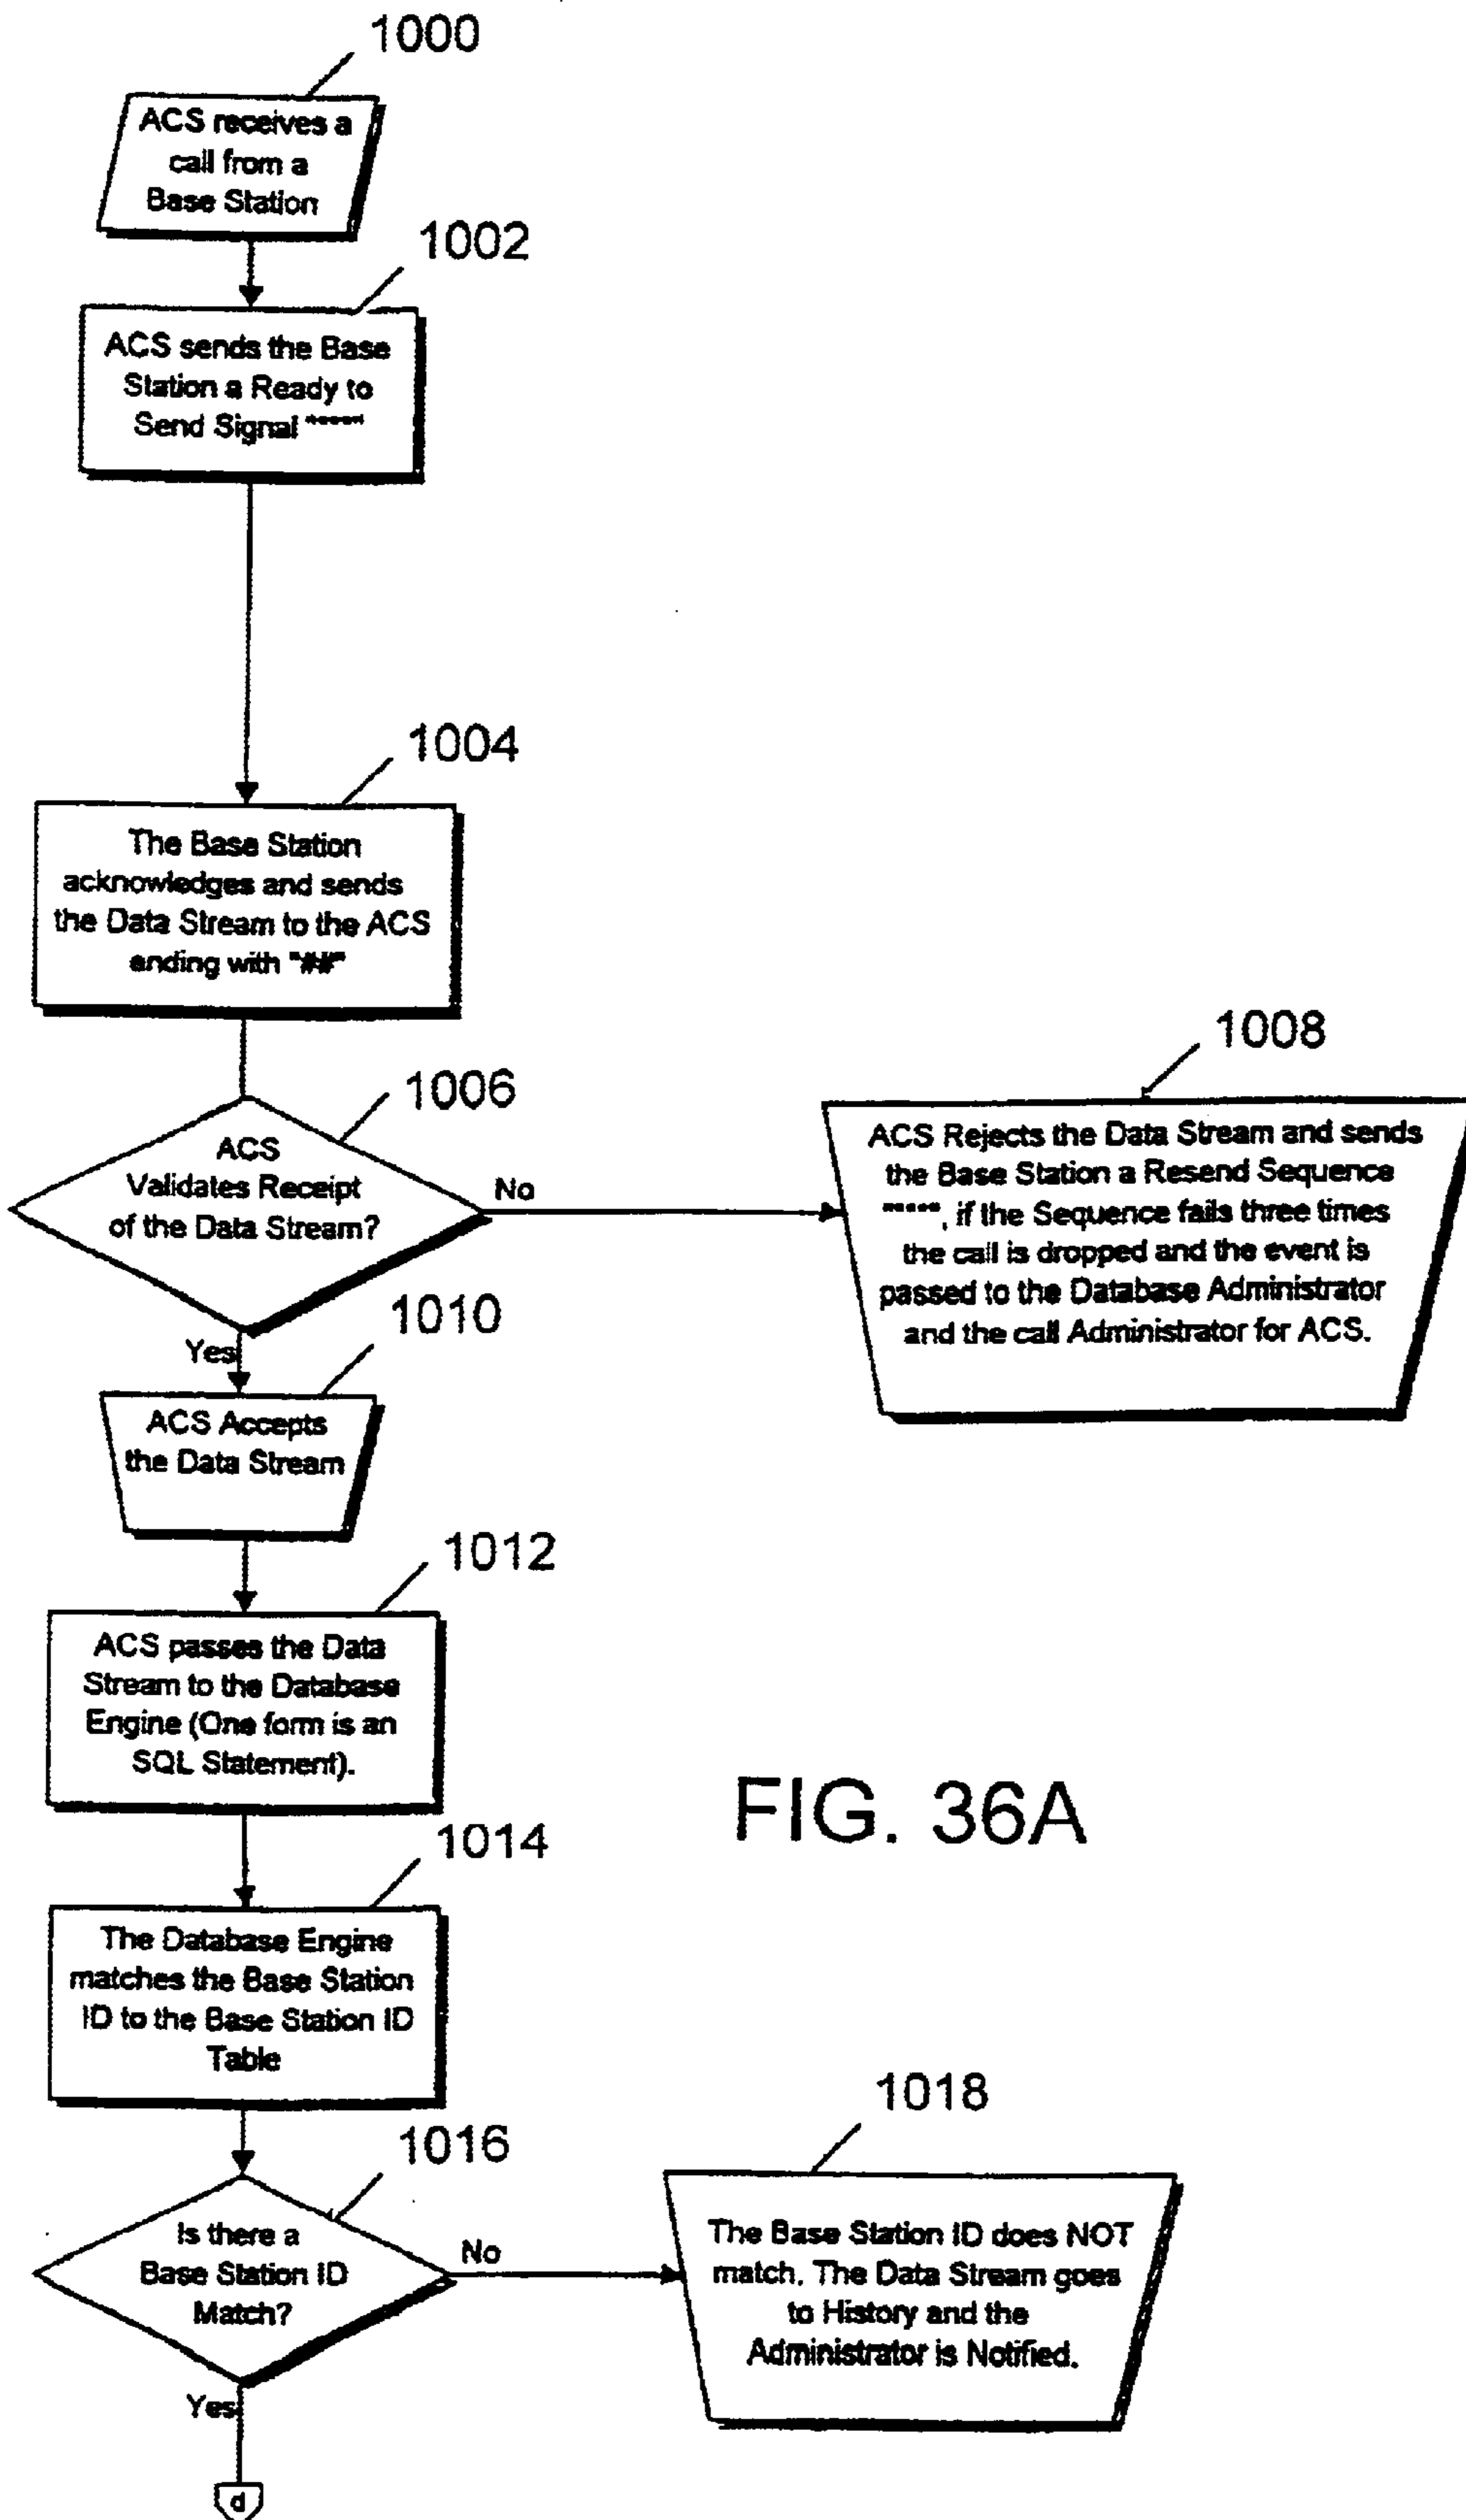 1000
ACS receives a
call from a
Base Station
1002
ACS sends the Base
Station a Ready to
Send Signal
1004
The Base Station
acknowledges and sends
the Data Stream to the ACS
ending with "##"
1006
ACS
Validates Receipt
of the Data Stream?
No
1008
ACS Rejects the Data Stream and sends
the Base Station a Resend Sequence
, if the Sequence fails three times
the call is dropped and the event is
passed to the Database Administrator
and the call Administrator for ACS.
Yes
1010
ACS Accepts
the Data Stream
1012
ACS passes the Data
Stream to the Database
Engine (One form is an
SQL Statement).
FIG. 36A
1014
The Database Engine
matches the Base Station
ID to the Base Station ID
Table
1016
Is there a
Base Station ID
Match?
No
1018
The Base Station ID does NOT
match. The Data Stream goes
to History and the
Administrator is Notified.
Yes
d